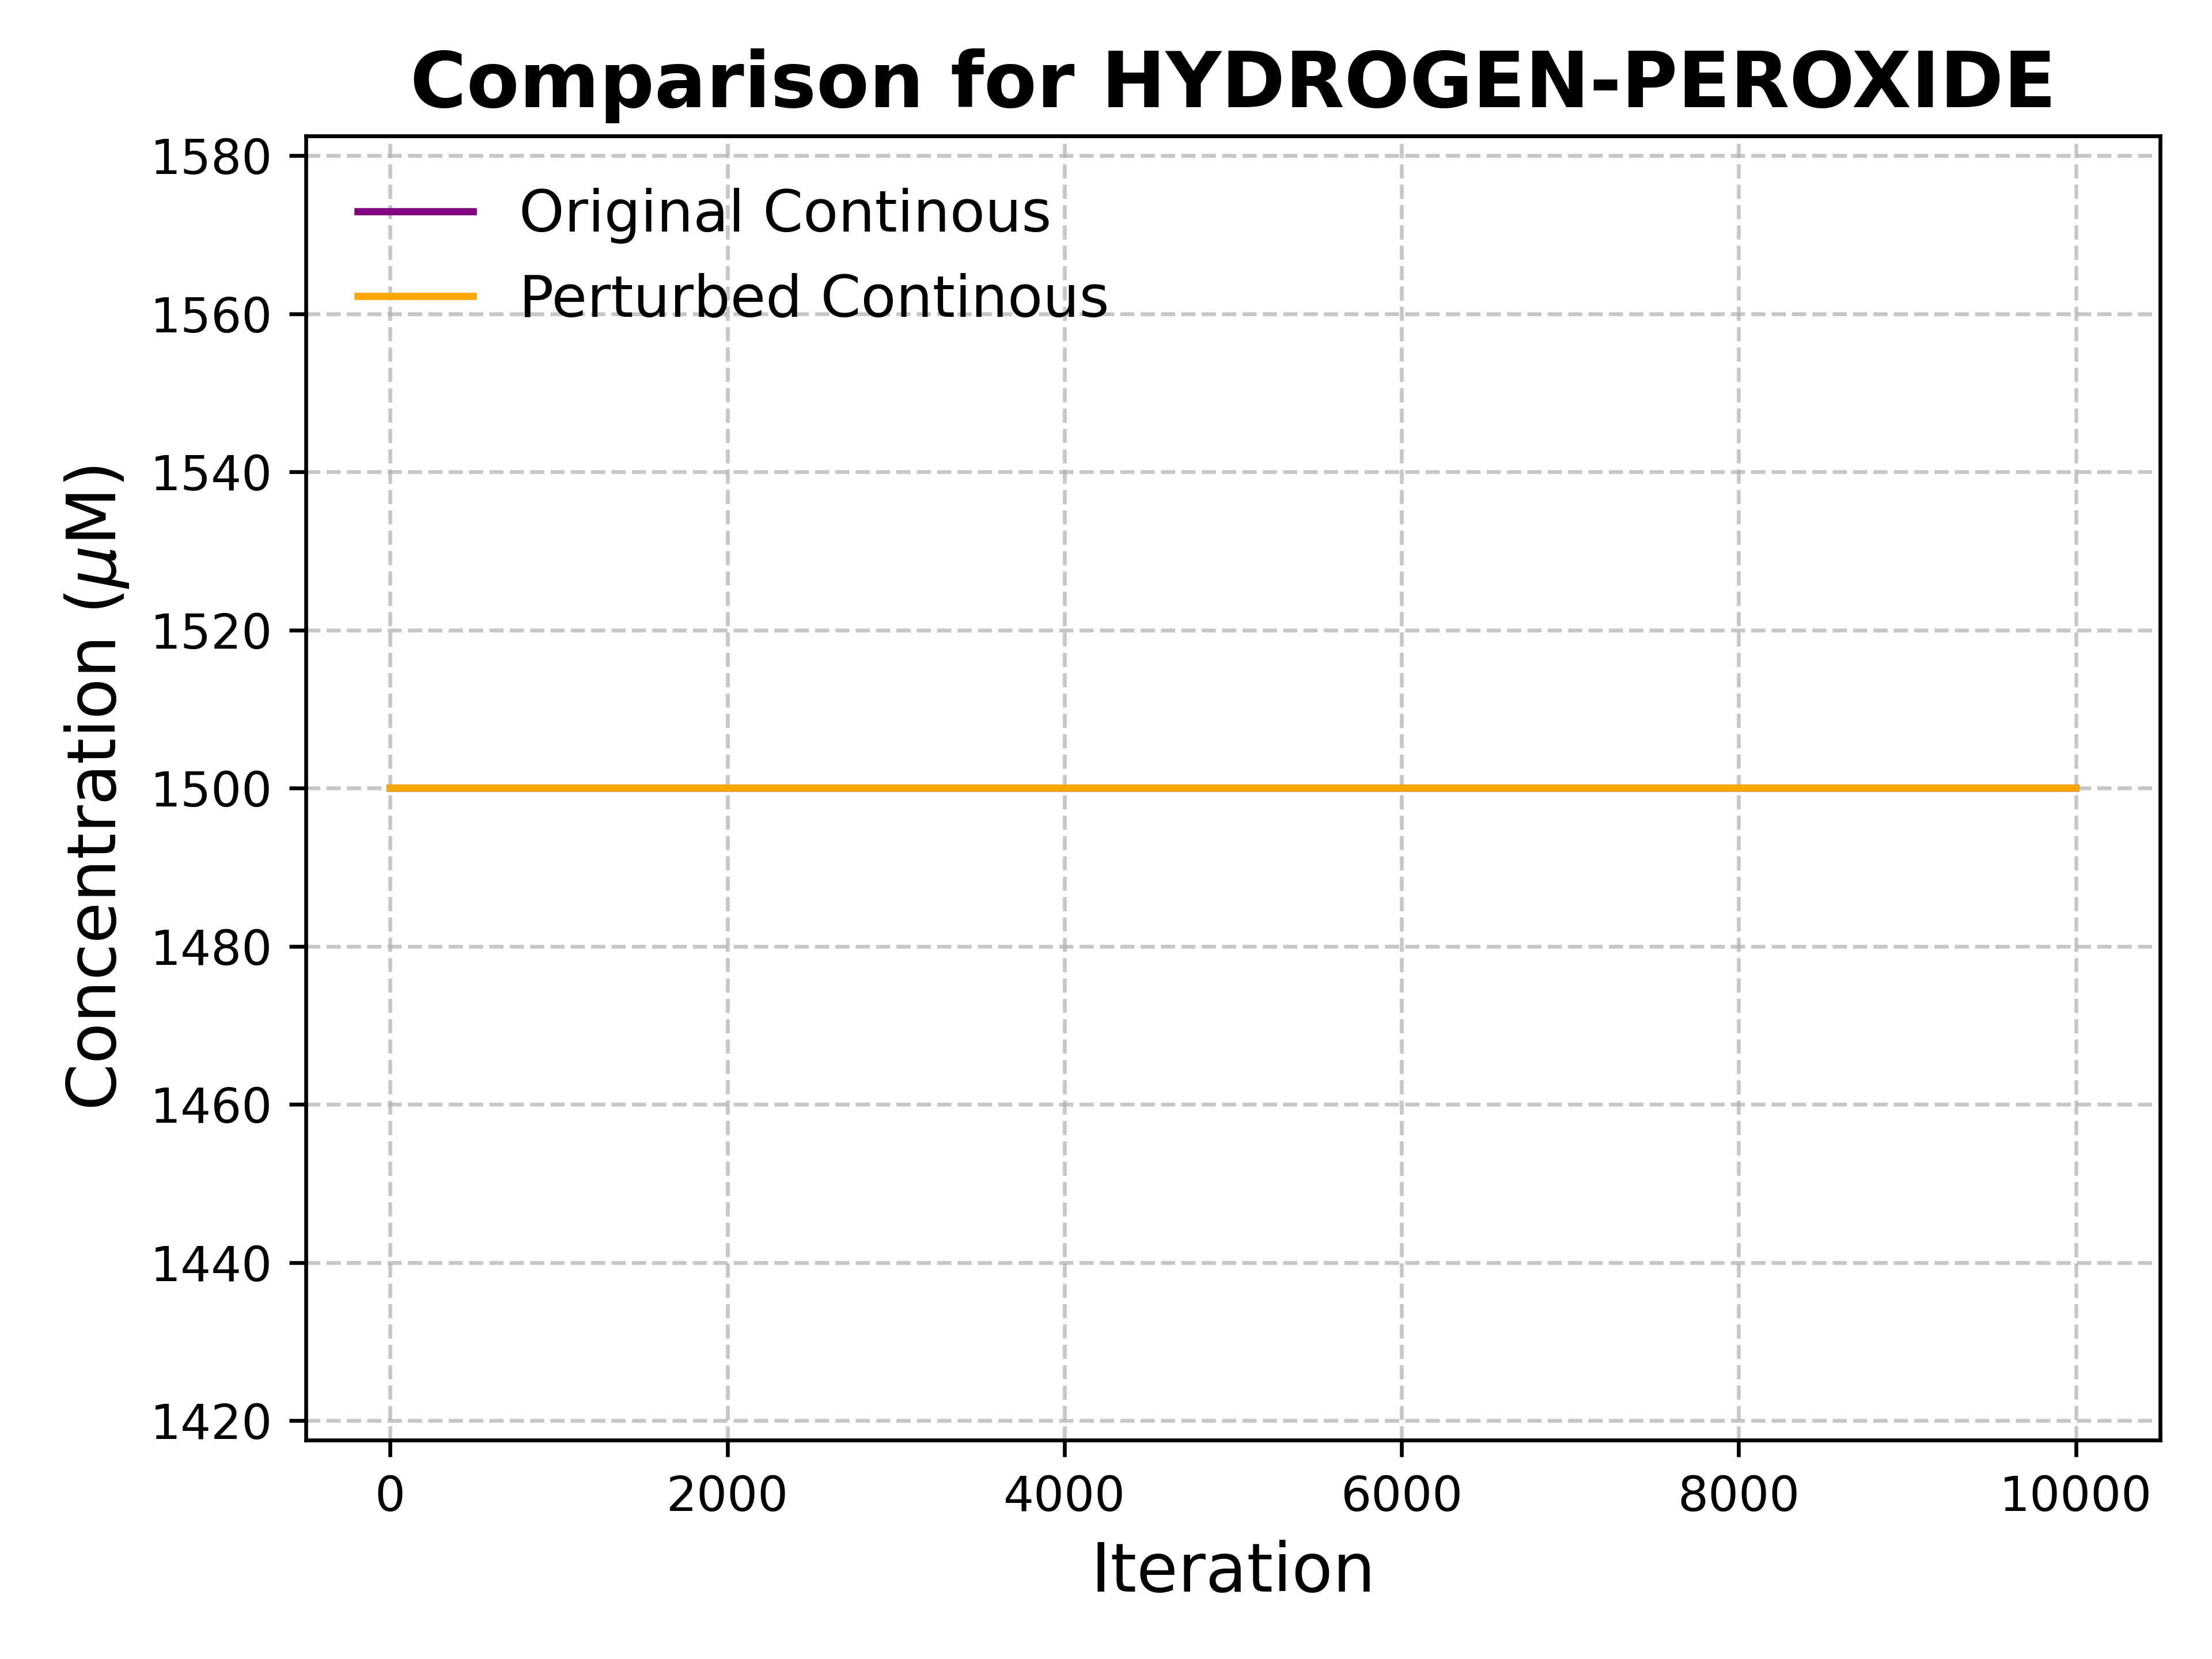 Comparison for HYDROGEN-PEROXIDE
Original Continous
Perturbed Continous
Concentration (μM)
1580
1560
1540
1520
1500
1480
1460
1440
1420
0 2000 4000 6000 8000 10000
Iteration